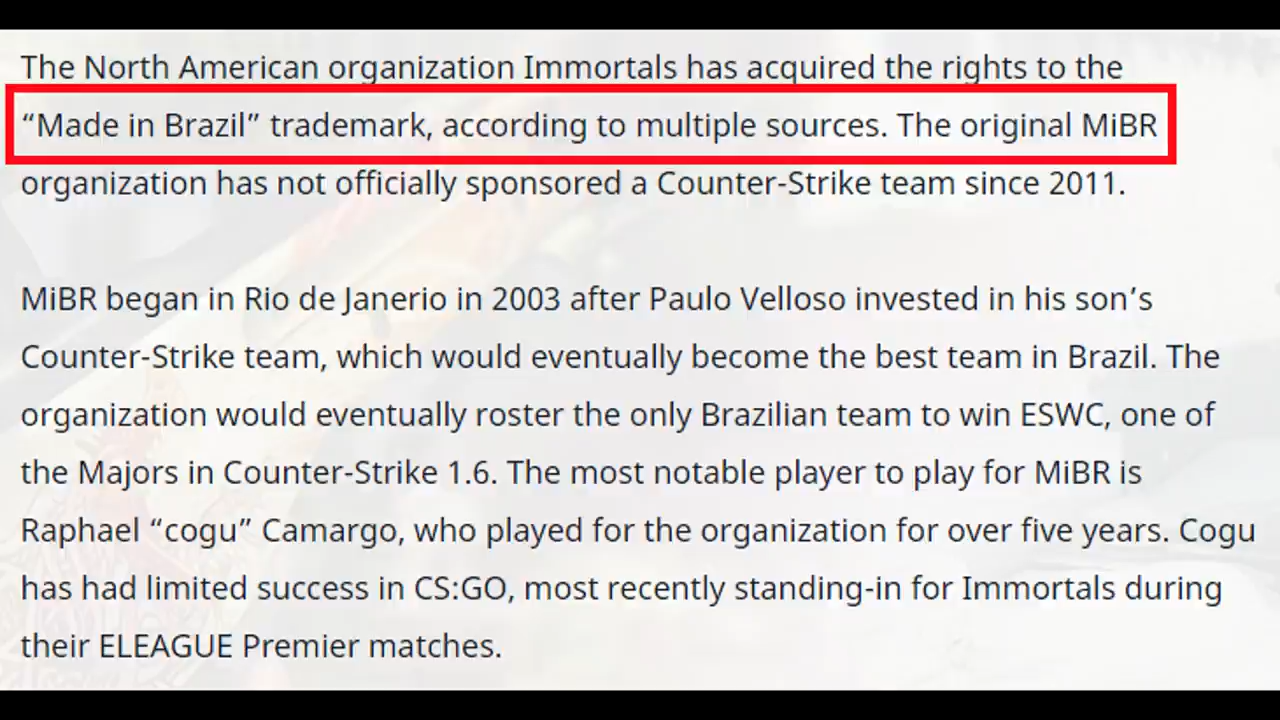 The North American organization Immortals has acquired the rights to the
“Made in Brazil” trademark, according to multiple sources. The original MiBR
organization has not officially sponsored a Counter-Strike team since 2011.
MiBR began in Rio de Janerio in 2003 after Paulo Velloso invested in his son’s
Counter-Strike team, which would eventually become the best team in Brazil. The
organization would eventually roster the only Brazilian team to win ESWC, one of
the Majors in Counter-Strike 1.6. The most notable player to play for MiBR is
Raphael “cogu” Camargo, who played for the organization for over five years. Cogu
has had limited success in CS:GO, most recently standing-in for Immortals during
their ELEAGUE Premier matches.